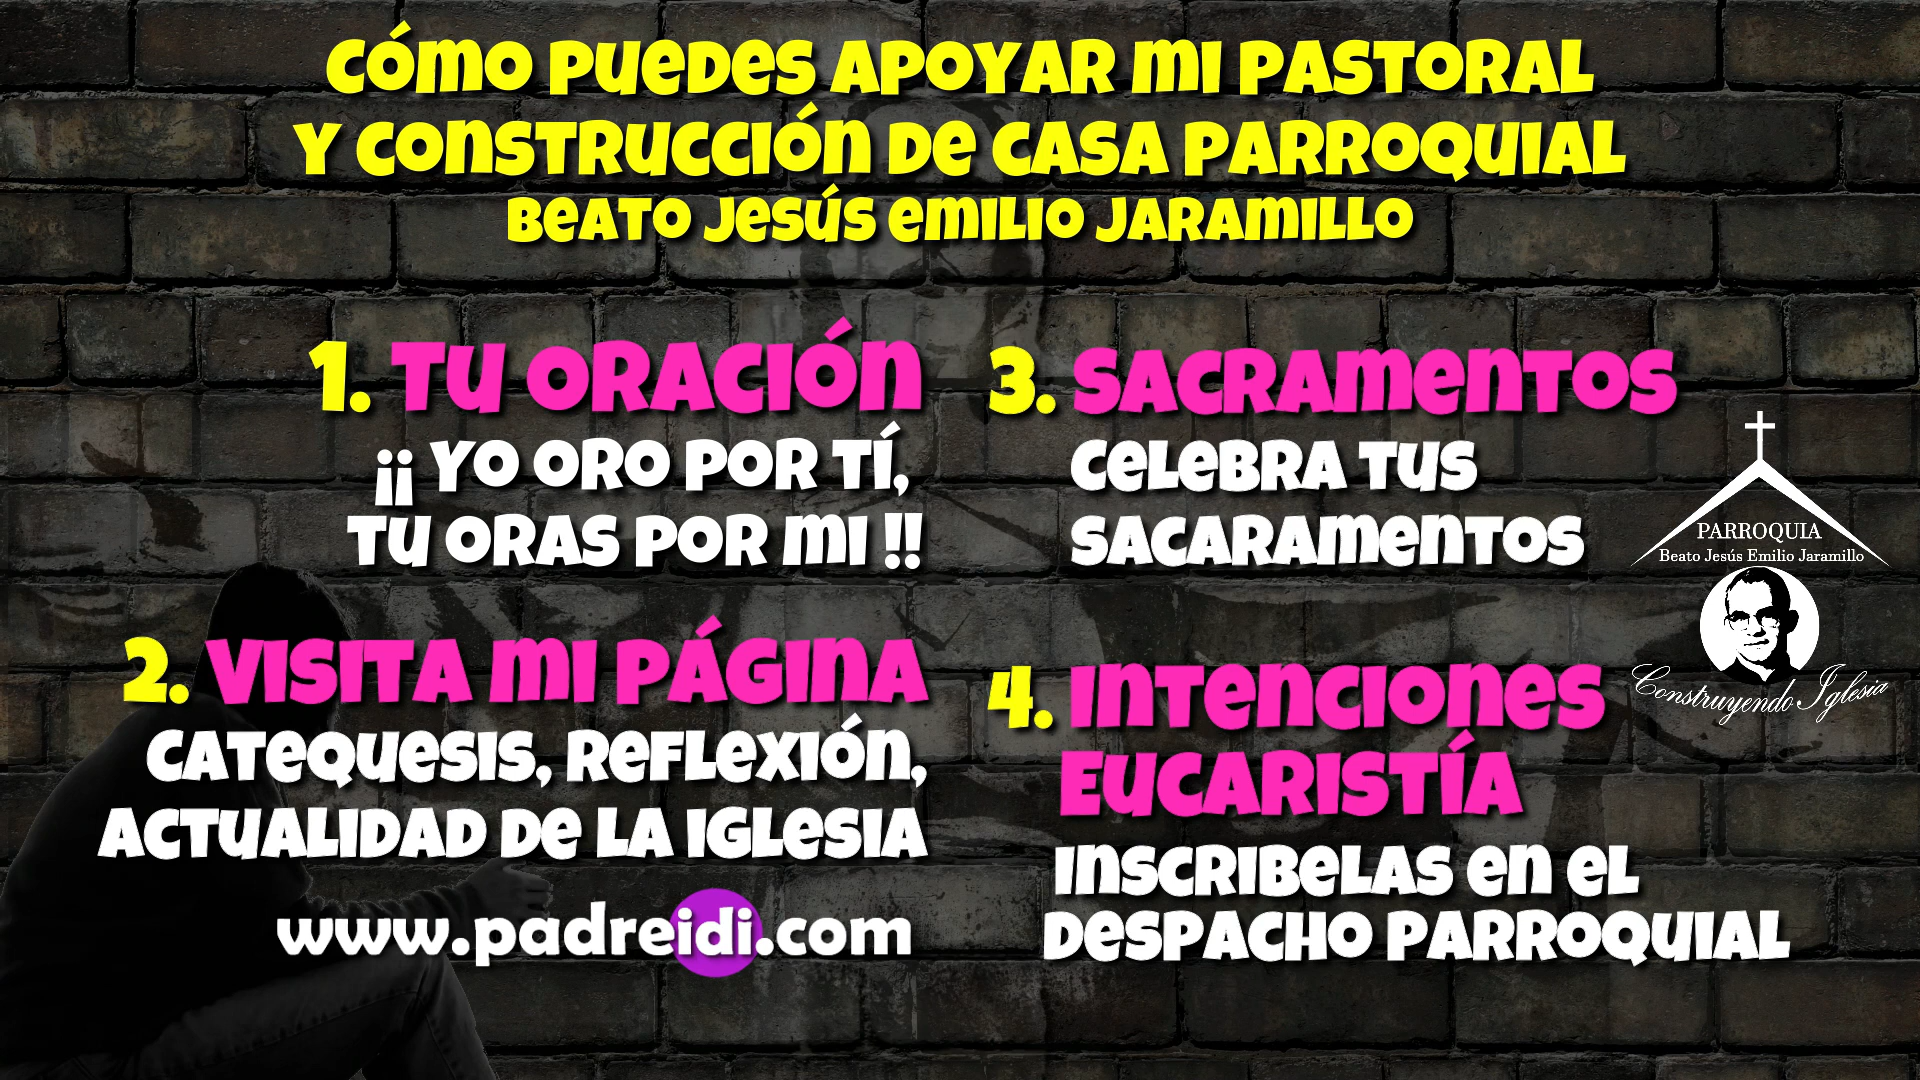 Cómo puedes apoyar mi pastoral
y construcción de casa parroquial
Beato Jesús Emilio Jaramillo
1. Tu oración
¡¡ Yo oro por tí,
tu oras por mi !!
2. Visita mi página
Catequesis, reflexión,
actualidad de la iglesia
www.padreidi.com
3. Sacramentos
Celebra tus
sacaramentos
4. Intenciones
Eucaristía
Inscribelas en el
despacho parroquial
PARROQUIA
Beato Jesús Emilio Jaramillo
Construyendo Iglesia